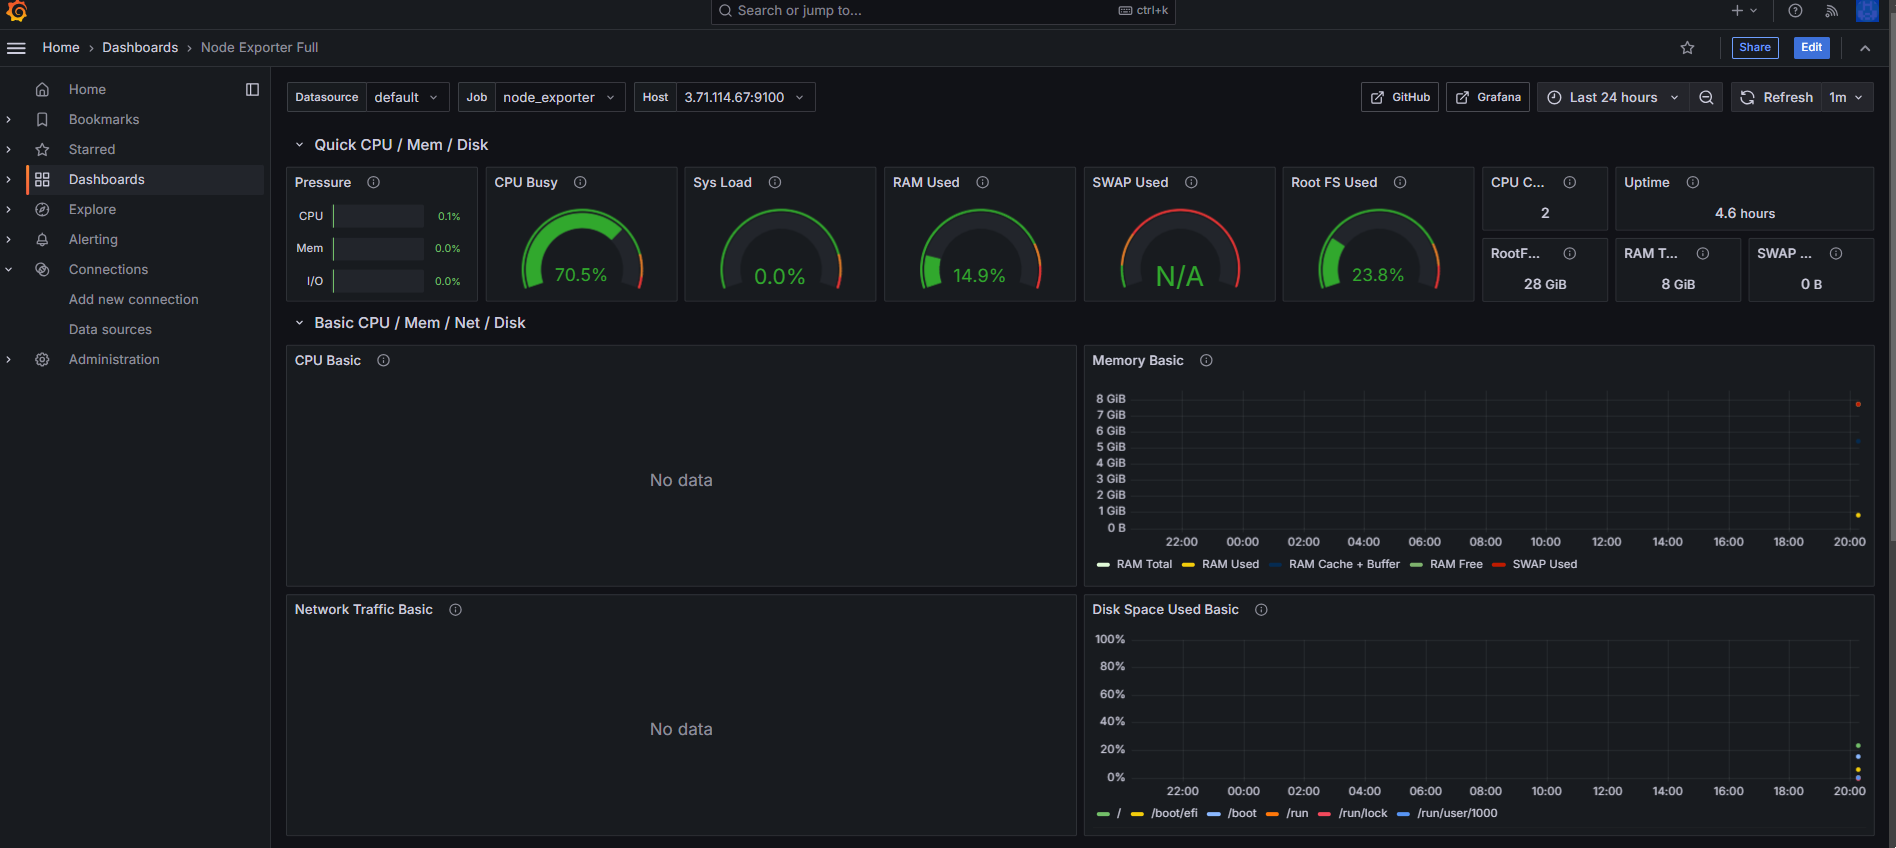 Search or jump to...
ctrl+k
Home › Dashboards › Node Exporter Full
Share
Edit
Home
Bookmarks
Starred
Dashboards
Explore
Alerting
Connections
Add new connection
Data sources
Administration
Datasource default
Job node_exporter
Host 3.71.114.67:9100
GitHub
Grafana
Last 24 hours
Refresh 1m
Quick CPU / Mem / Disk
Pressure
CPU 0.1%
Mem 0.0%
I/O 0.0%
CPU Busy
70.5%
Sys Load
0.0%
RAM Used
14.9%
SWAP Used
N/A
Root FS Used
23.8%
CPU C...
2
Uptime
4.6 hours
RootF...
28 GiB
RAM T...
8 GiB
SWAP ...
0 B
Basic CPU / Mem / Net / Disk
CPU Basic
No data
Memory Basic
8 GiB
7 GiB
6 GiB
5 GiB
4 GiB
3 GiB
2 GiB
1 GiB
0 B
22:00 00:00 02:00 04:00 06:00 08:00 10:00 12:00 14:00 16:00 18:00 20:00
RAM Total RAM Used RAM Cache + Buffer RAM Free SWAP Used
Network Traffic Basic
No data
Disk Space Used Basic
100%
80%
60%
40%
20%
0%
22:00 00:00 02:00 04:00 06:00 08:00 10:00 12:00 14:00 16:00 18:00 20:00
/ /boot/efi /boot /run /run/lock /run/user/1000